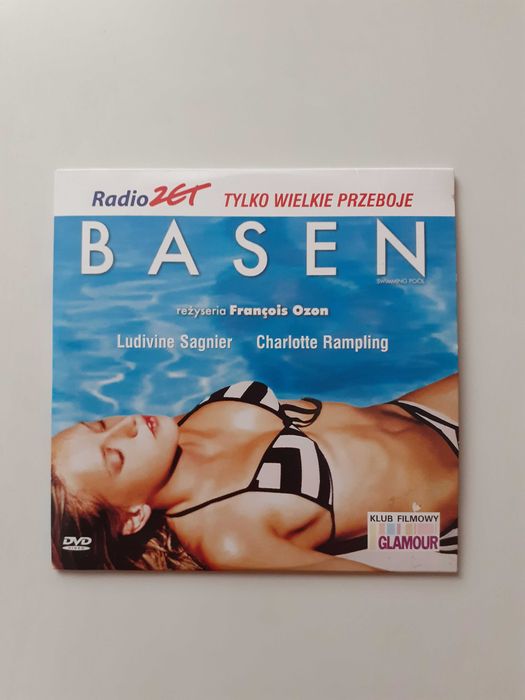 Radio ZET TYLKO WIELKIE PRZEBOJE
BASEN
SWIMMING POOL
reżyseria François Ozon
Ludivine Sagnier Charlotte Rampling
DVD
VIDEO
KLUB FILMOWY
GLAMOUR